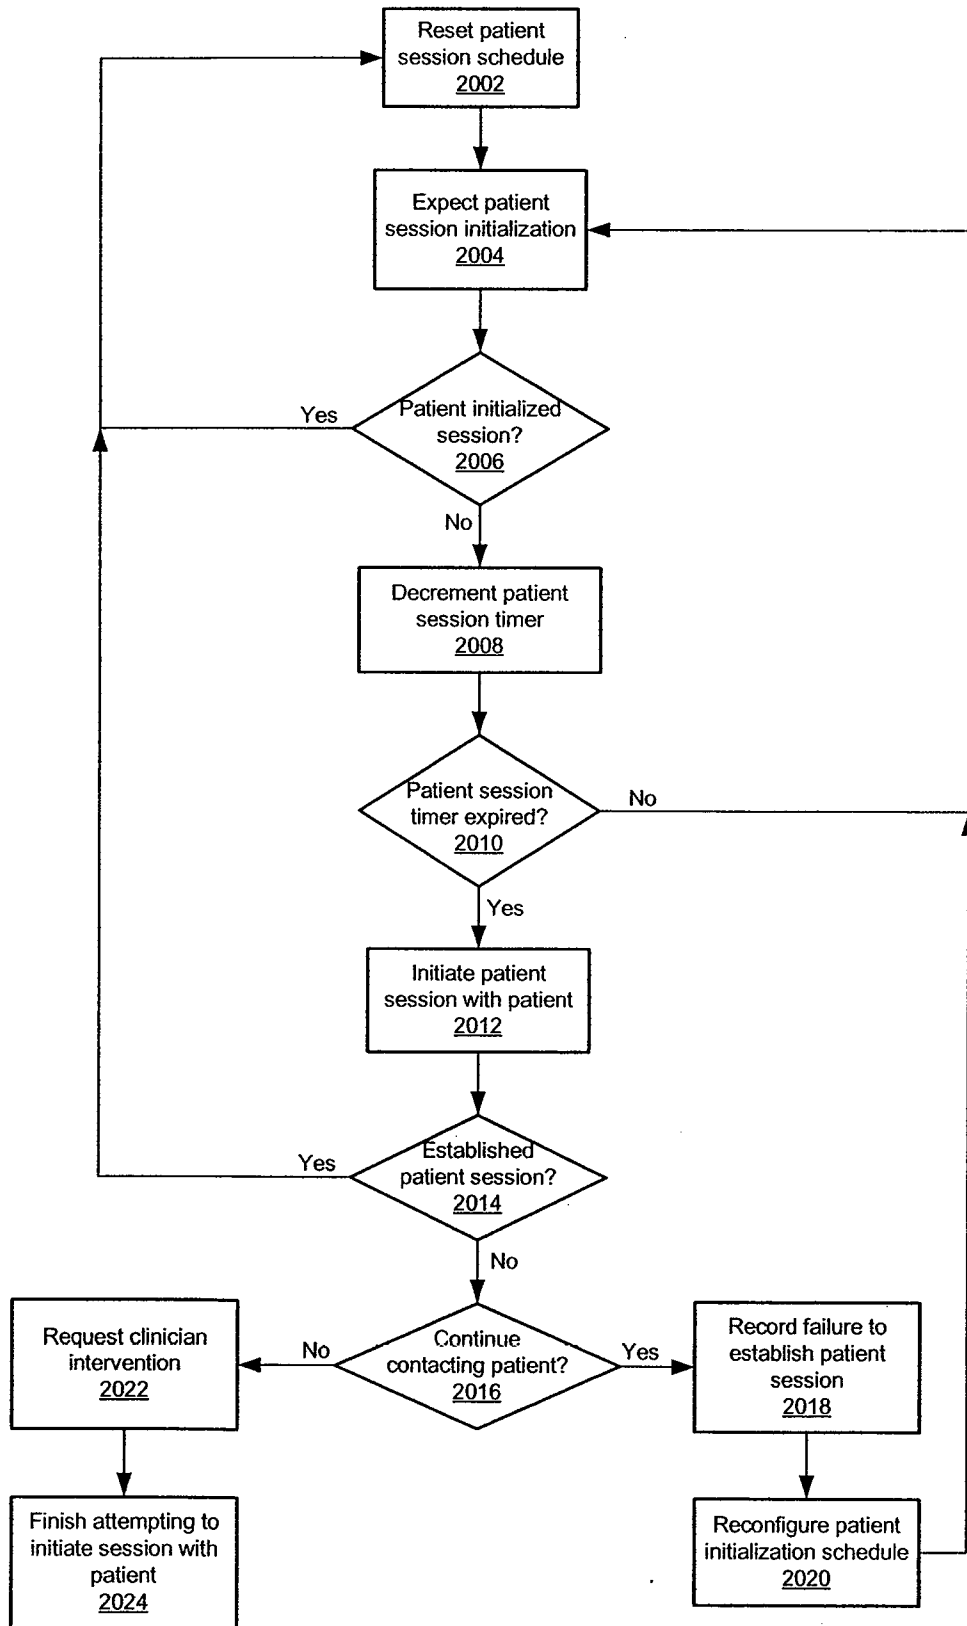 Reset patient
session schedule
2002
Expect patient
session initialization
2004
Patient initialized
session?
2006
Yes
No
Decrement patient
session timer
2008
Patient session
timer expired?
2010
No
Yes
Initiate patient
session with patient
2012
Established
patient session?
2014
Yes
No
Continue
contacting patient?
2016
No
Yes
Request clinician
intervention
2022
Record failure to
establish patient
session
2018
Finish attempting to
initiate session with
patient
2024
Reconfigure patient
initialization schedule
2020